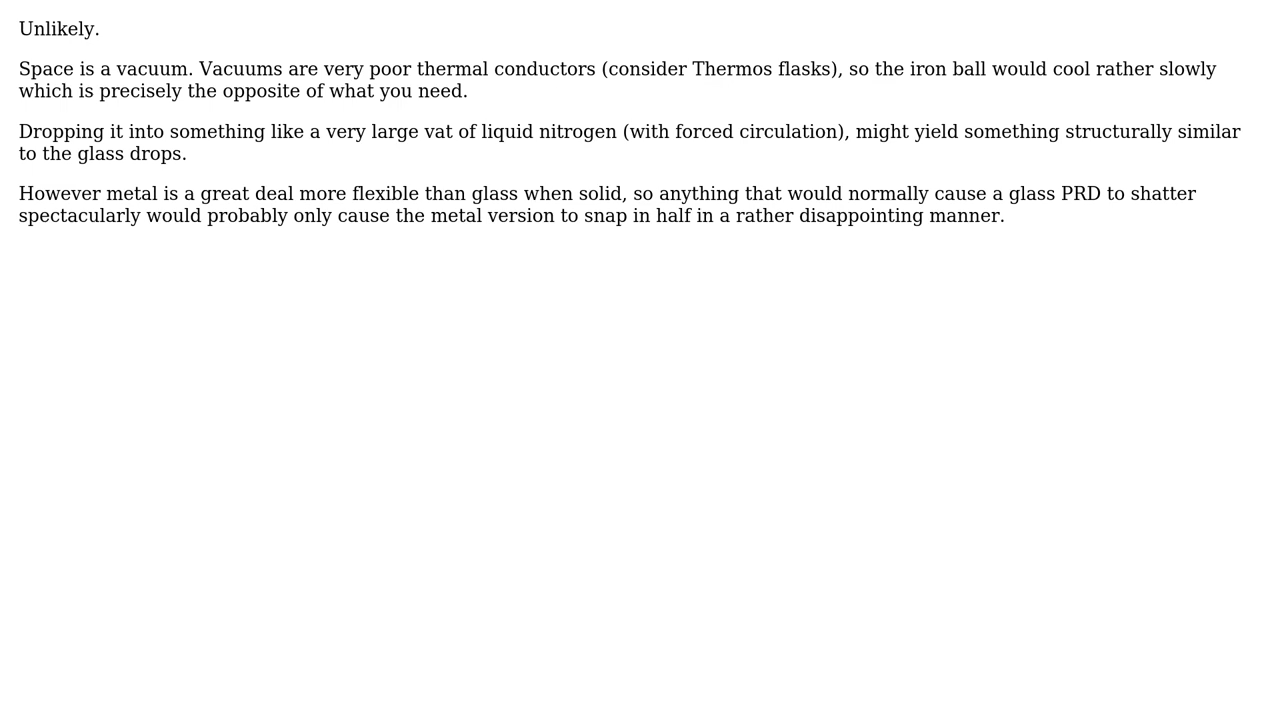 Unlikely.
Space is a vacuum. Vacuums are very poor thermal conductors (consider Thermos flasks), so the iron ball would cool rather slowly
which is precisely the opposite of what you need.
Dropping it into something like a very large vat of liquid nitrogen (with forced circulation), might yield something structurally similar
to the glass drops.
However metal is a great deal more flexible than glass when solid, so anything that would normally cause a glass PRD to shatter
spectacularly would probably only cause the metal version to snap in half in a rather disappointing manner.